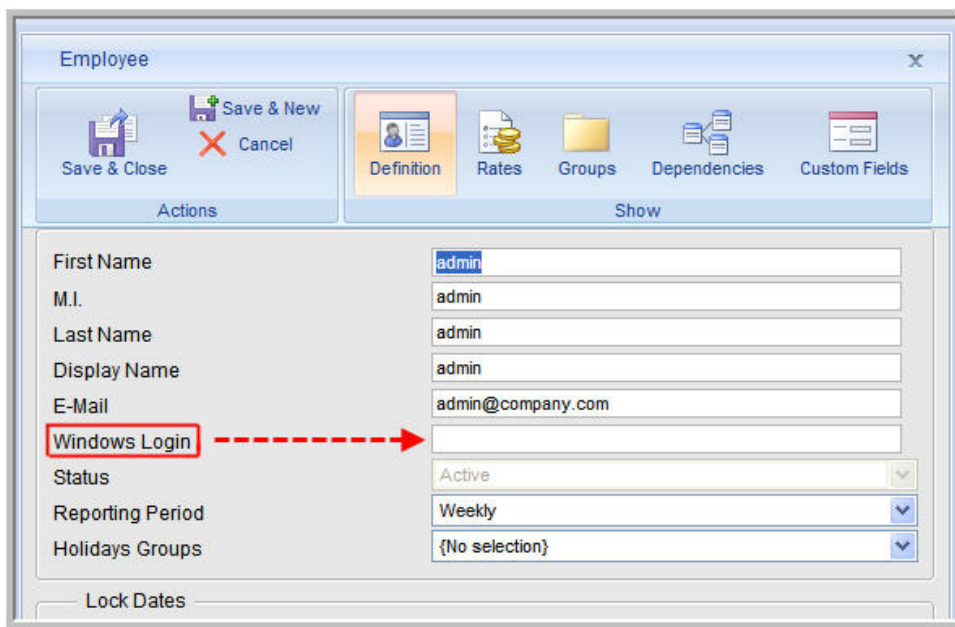 Employee
Save & Close
Save & New
Cancel
Actions
Definition
Rates
Groups
Dependencies
Custom Fields
Show
First Name admin
M.I. admin
Last Name admin
Display Name admin
E-Mail admin@company.com
Windows Login
Status Active
Reporting Period Weekly
Holidays Groups {No selection}
Lock Dates